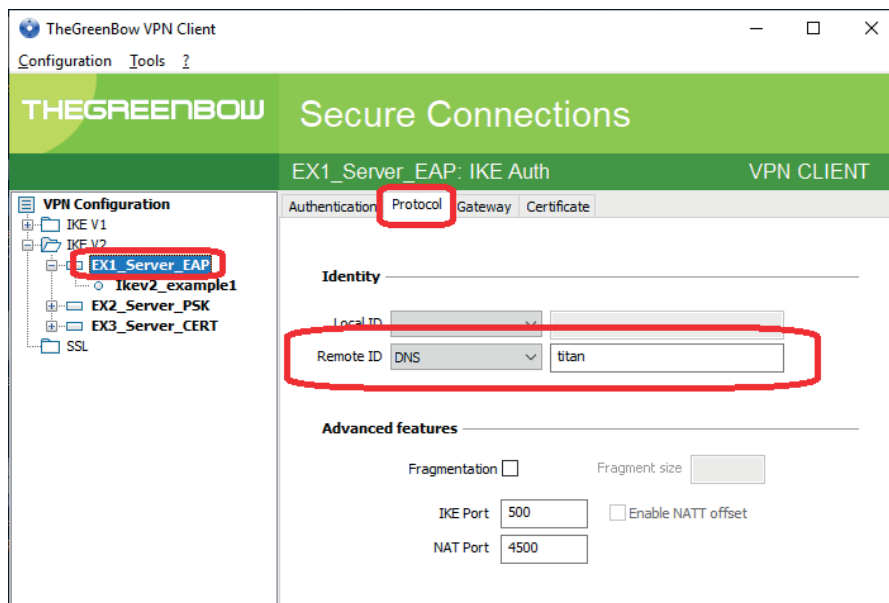 TheGreenBow VPN Client
Configuration Tools ?
THEGREENBOW
Secure Connections
EX1_Server_EAP: IKE Auth VPN CLIENT
VPN Configuration
IKE V1
IKE V2
EX1_Server_EAP
Ikev2_example1
EX2_Server_PSK
EX3_Server_CERT
SSL
Authentication Protocol Gateway Certificate
Identity
Local ID
Remote ID DNS titan
Advanced features
Fragmentation Fragment size
IKE Port 500 Enable NATT offset
NAT Port 4500